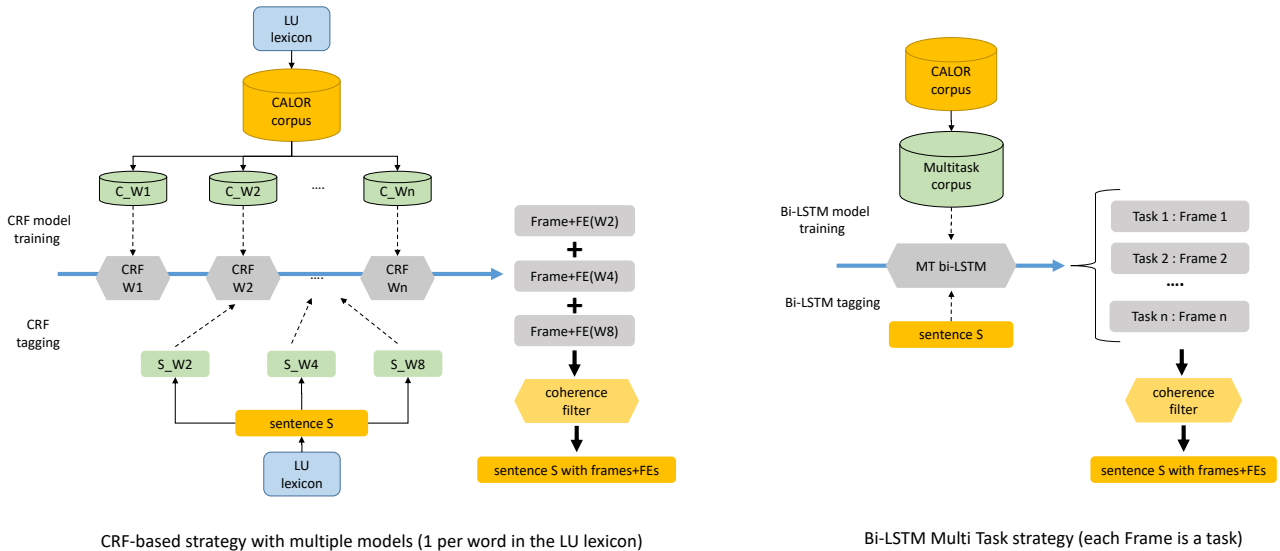 LU
lexicon
CALOR
corpus
C_W1
C_W2
....
C_Wn
CRF model
training
CRF
W1
CRF
W2
....
CRF
Wn
CRF
tagging
S_W2
S_W4
S_W8
sentence S
LU
lexicon
Frame+FE(W2)
+
Frame+FE(W4)
+
Frame+FE(W8)
coherence
filter
sentence S with frames+FEs
CRF-based strategy with multiple models (1 per word in the LU lexicon)
CALOR
corpus
Multitask
corpus
Bi-LSTM model
training
MT bi-LSTM
Bi-LSTM tagging
sentence S
Task 1 : Frame 1
Task 2 : Frame 2
....
Task n : Frame n
coherence
filter
sentence S with frames+FEs
Bi-LSTM Multi Task strategy (each Frame is a task)